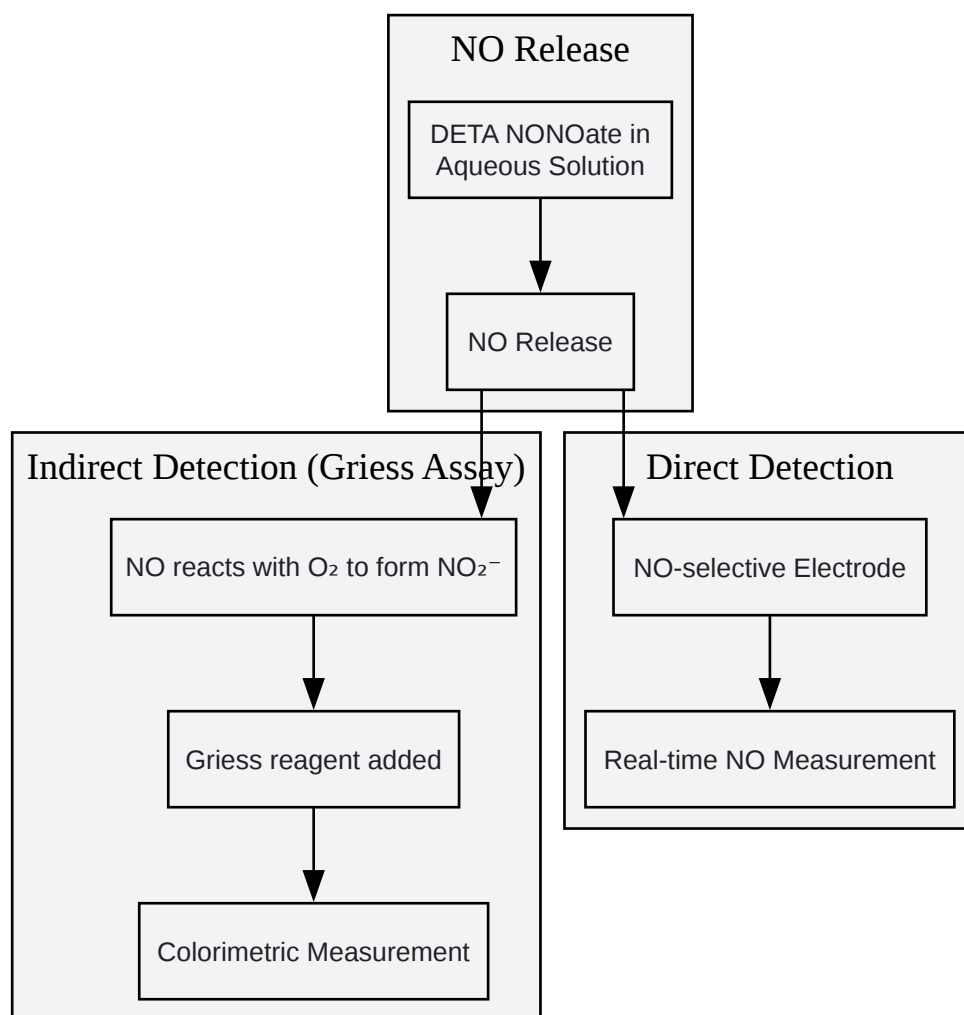 NO Release
DETA NONOate in
Aqueous Solution
NO Release
Indirect Detection (Griess Assay)
NO reacts with O₂ to form NO₂⁻
Griess reagent added
Colorimetric Measurement
Direct Detection
NO-selective Electrode
Real-time NO Measurement